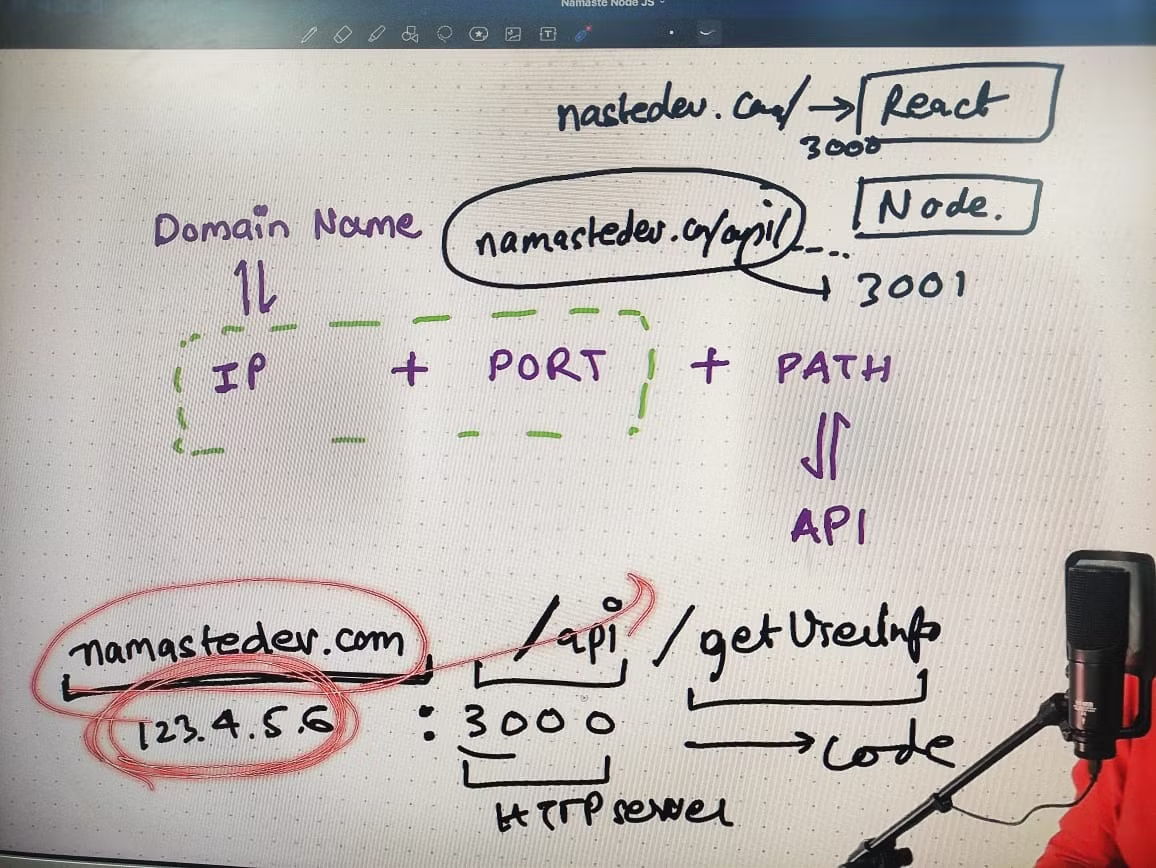 Namaste Node JS
nastedev.com/ → React
3000
Node.
Domain Name
namastedev.com/api/....
3001
IP + PORT + PATH
API
namastedev.com /api /getUserInfo
123.4.5.6 : 3000 → Code
HTTP server